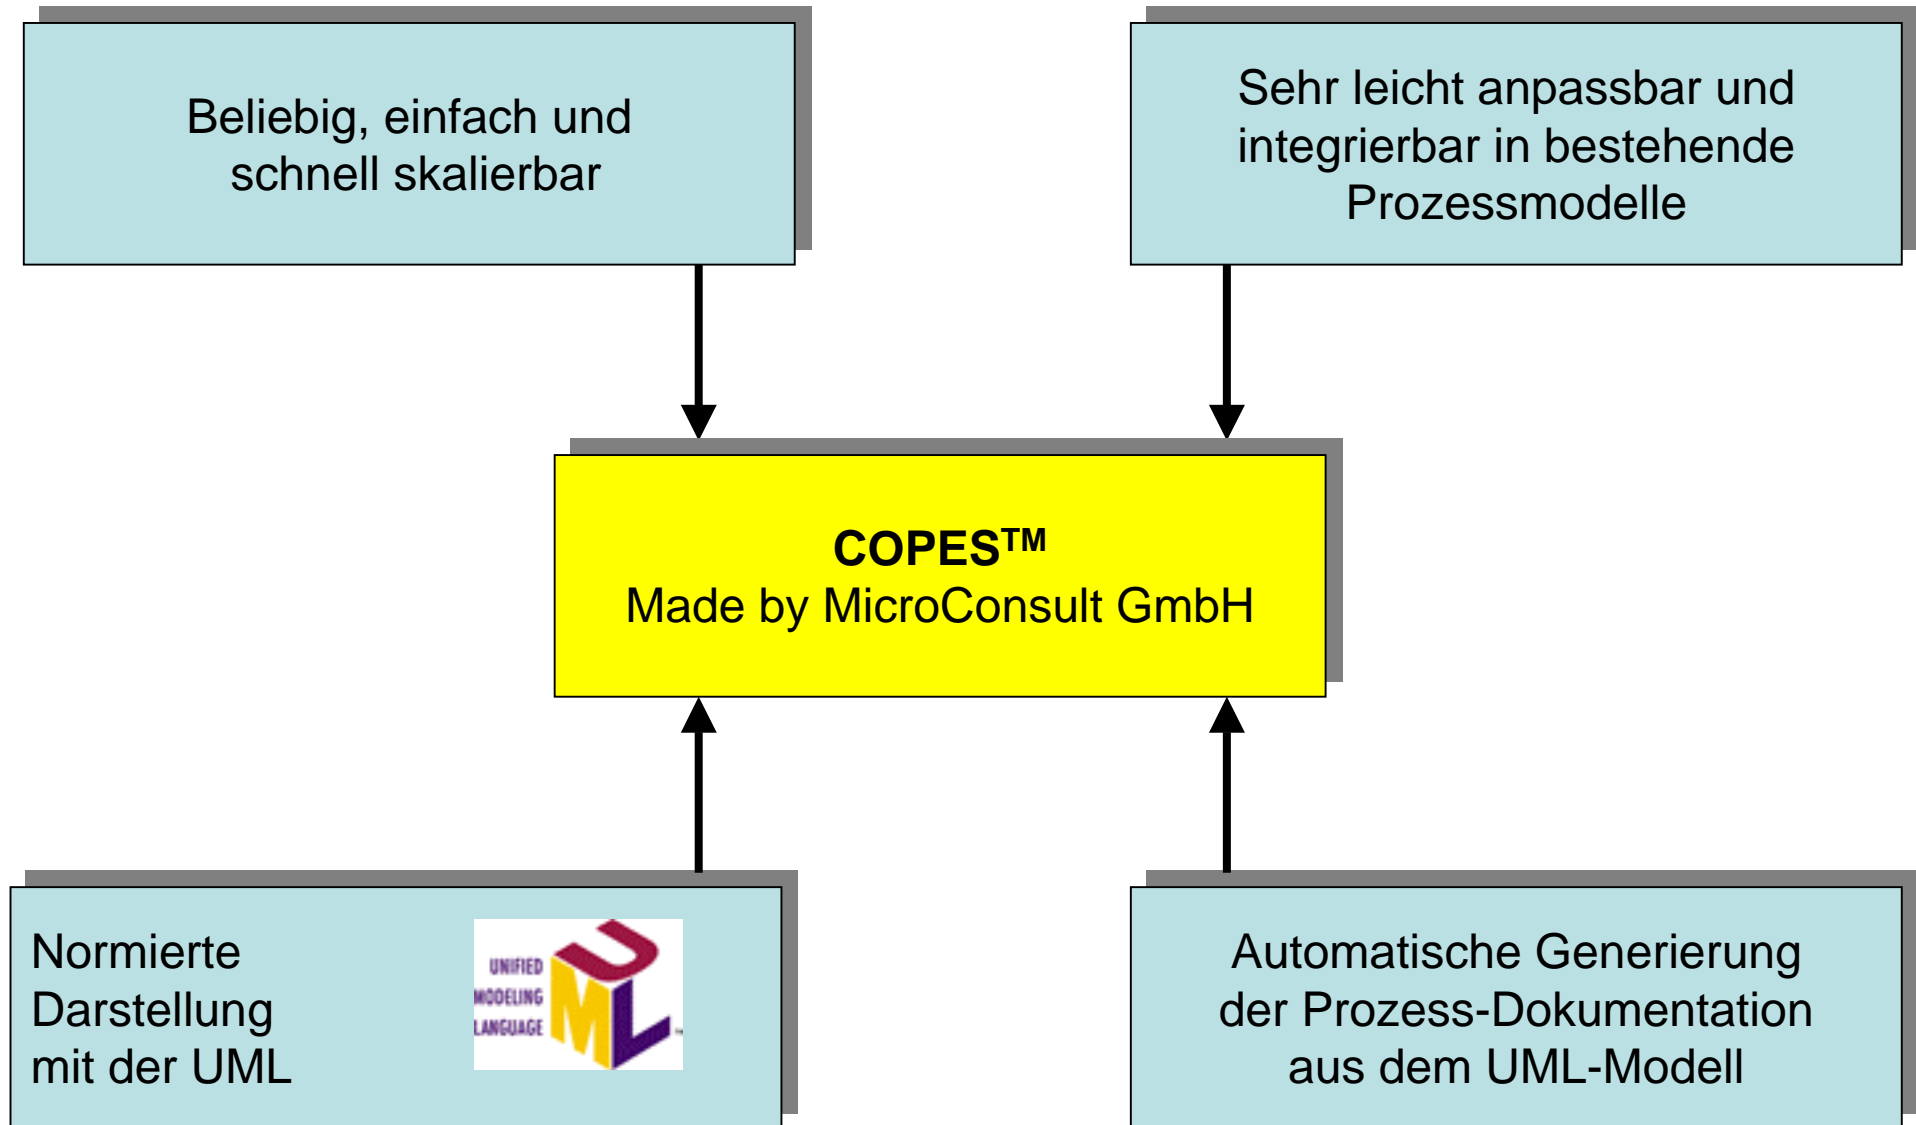 Beliebig, einfach und
schnell skalierbar
Sehr leicht anpassbar und
integrierbar in bestehende
Prozessmodelle
COPES™
Made by MicroConsult GmbH
Normierte
Darstellung
mit der UML
UNIFIED
MODELING
LANGUAGE
UML
Automatische Generierung
der Prozess-Dokumentation
aus dem UML-Modell